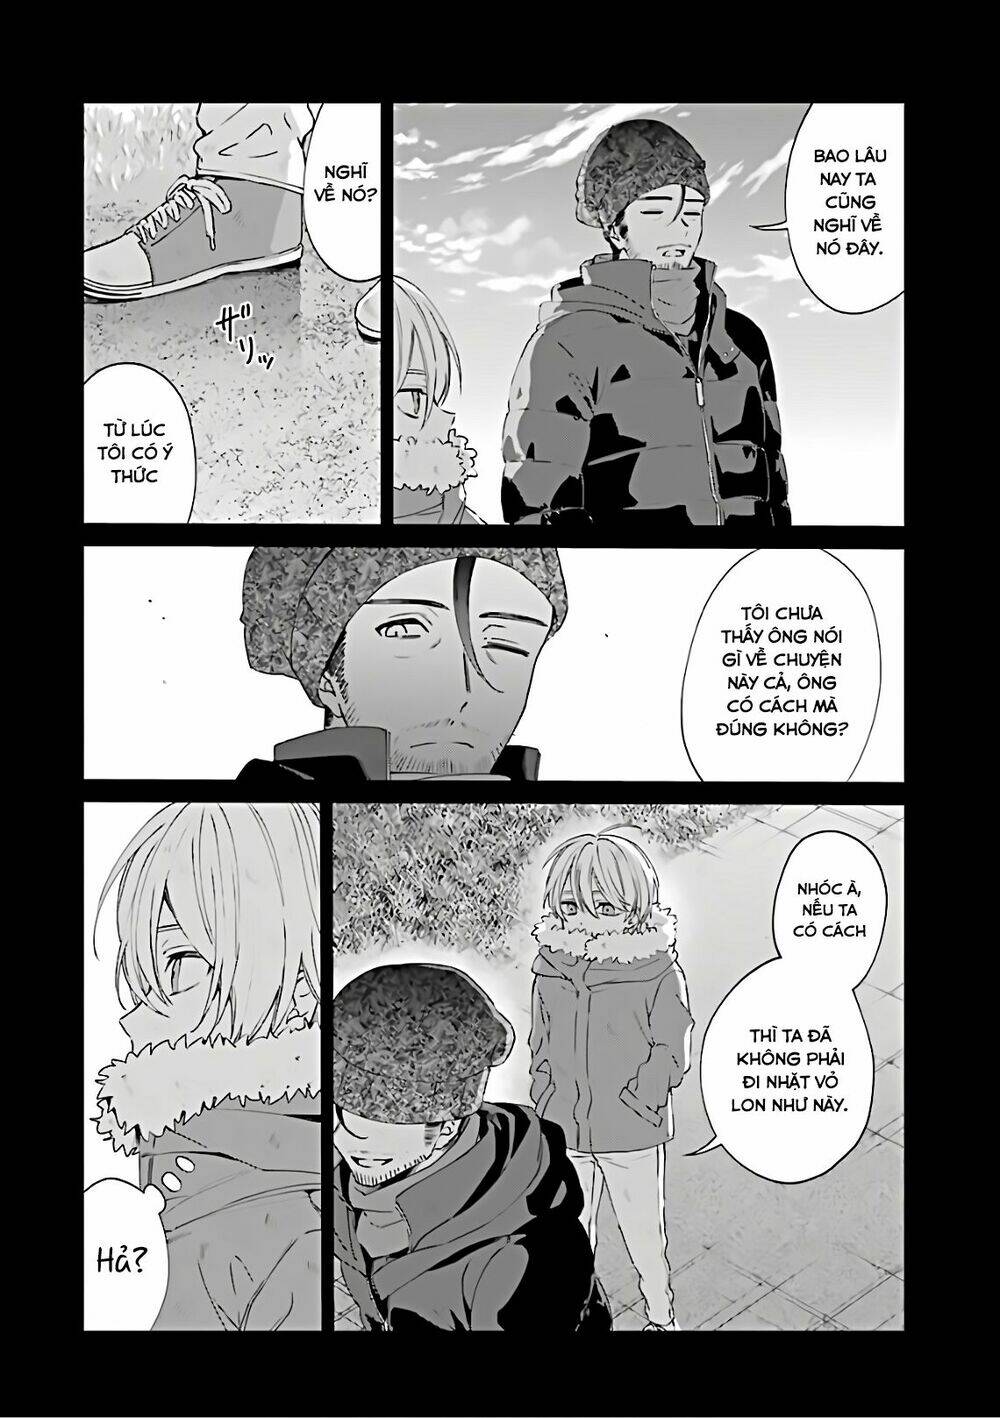 BAO LÂU
NAY TA
CŨNG
NGHĨ VỀ
NÓ ĐÂY.
NGHĨ
VỀ NÓ?
ザリッ
TỪ LÚC
TÔI CÓ Ý
THỨC
TÔI CHƯA
THẤY ÔNG NÓI
GÌ VỀ CHUYỆN
NÀY CẢ, ÔNG
CÓ CÁCH MÀ
ĐÚNG KHÔNG?
NHÓC À,
NẾU TA
CÓ CÁCH
THÌ TA ĐÃ
KHÔNG PHẢI
ĐI NHẶT VỎ
LON NHƯ NÀY.
HẢ?